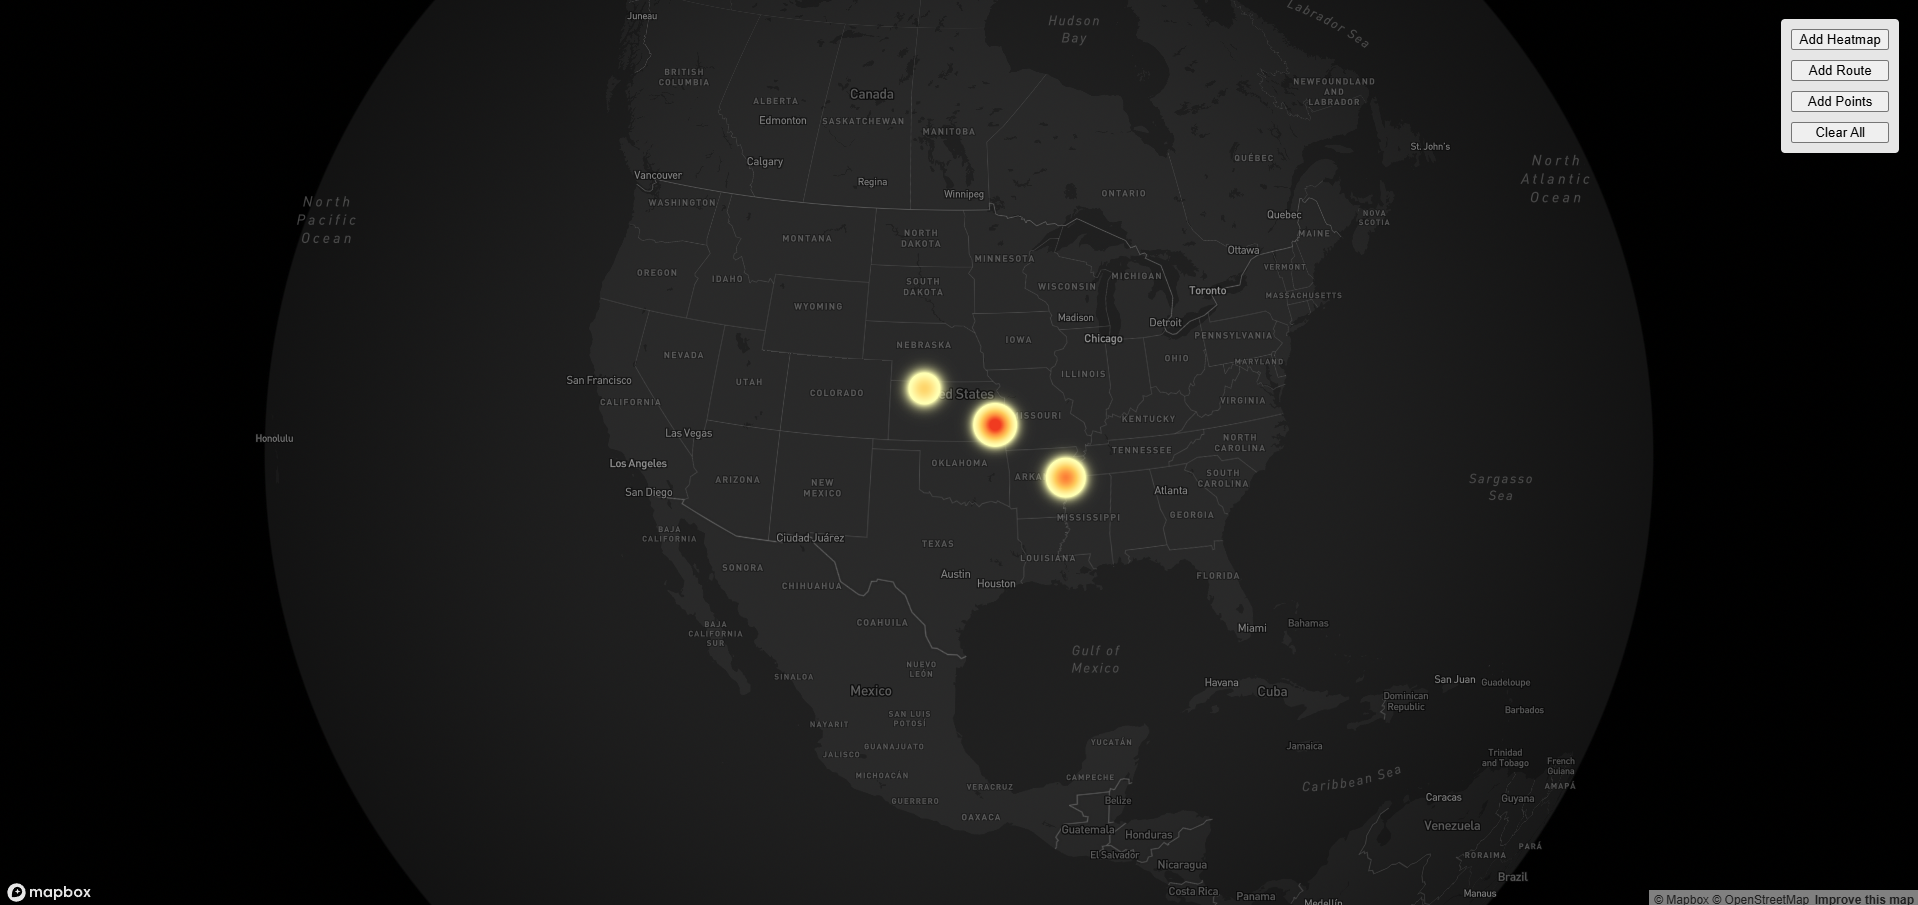 Juneau
Hudson
Bay
Labrador Sea
Add Heatmap
Add Route
Add Points
Clear All
BRITISH
COLUMBIA
Canada
ALBERTA
Edmonton
SASKATCHEWAN
MANITOBA
NEWFOUNDLAND
AND
LABRADOR
Calgary
Vancouver
Regina
Winnipeg
ONTARIO
QUÉBEC
St. John's
North
Atlantic
Ocean
North
Pacific
Ocean
WASHINGTON
MONTANA
NORTH
DAKOTA
MINNESOTA
Quebec
NOVA
SCOTIA
MAINE
Ottawa
VERMONT
OREGON
IDAHO
SOUTH
DAKOTA
WISCONSIN
MICHIGAN
Toronto
MASSACHUSETTS
WYOMING
Madison
Detroit
Chicago
PENNSYLVANIA
NEBRASKA
IOWA
OHIO
MARYLAND
NEVADA
UTAH
COLORADO
ed States
ILLINOIS
San Francisco
CALIFORNIA
ISSOURI
KENTUCKY
VIRGINIA
Honolulu
Las Vegas
Los Angeles
San Diego
ARIZONA
NEW
MEXICO
OKLAHOMA
ARKA
TENNESSEE
NORTH
CAROLINA
SOUTH
CAROLINA
Atlanta
Sargasso
Sea
MISSISSIPPI
GEORGIA
BAJA
CALIFORNIA
Ciudad Juárez
TEXAS
LOUISIANA
SONORA
CHIHUAHUA
Austin
Houston
FLORIDA
COAHUILA
BAJA
CALIFORNIA
SUR
Miami
Bahamas
Gulf of
Mexico
NUEVO
LEÓN
SINALOA
Mexico
Havana
Cuba
San Juan
Guadeloupe
Dominican
Republic
Barbados
NAYARIT
SAN LUIS
POTOSÍ
JALISCO
GUANAJUATO
YUCATÁN
Jamaica
Trinidad
and Tobago
French
Guiana
MICHOACÁN
CAMPECHE
Caribbean Sea
AMAPÁ
GUERRERO
VERACRUZ
Belize
Caracas
Guyana
OAXACA
Guatemala
Honduras
Venezuela
El Salvador
Nicaragua
RORAIMA
PARÁ
Costa Rica
Panama
Medellín
Brazil
Manaus
mapbox
© Mapbox © OpenStreetMap Improve this map